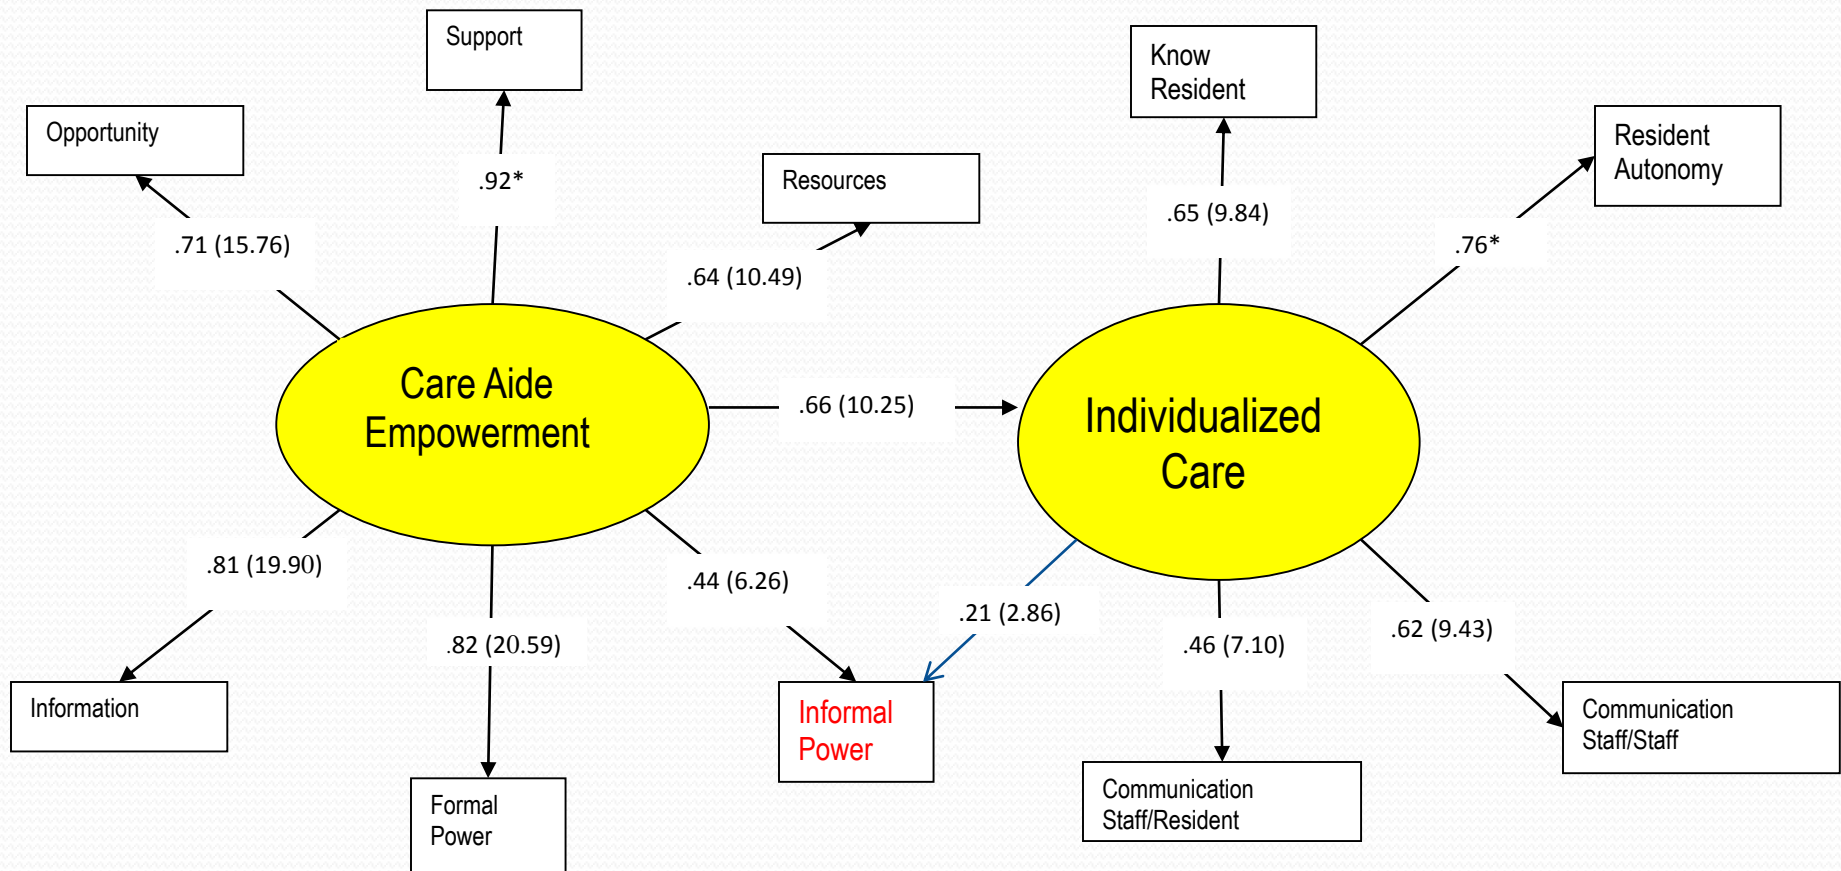 Support
Know
Resident
Opportunity
Resident
Autonomy
Resources
.92*
.65 (9.84)
.71 (15.76)
.76*
.64 (10.49)
Care Aide
Empowerment
.66 (10.25)
Individualized
Care
.81 (19.90)
.44 (6.26)
.21 (2.86)
.82 (20.59)
.46 (7.10)
.62 (9.43)
Information
Informal
Power
Communication
Staff/Staff
Formal
Power
Communication
Staff/Resident